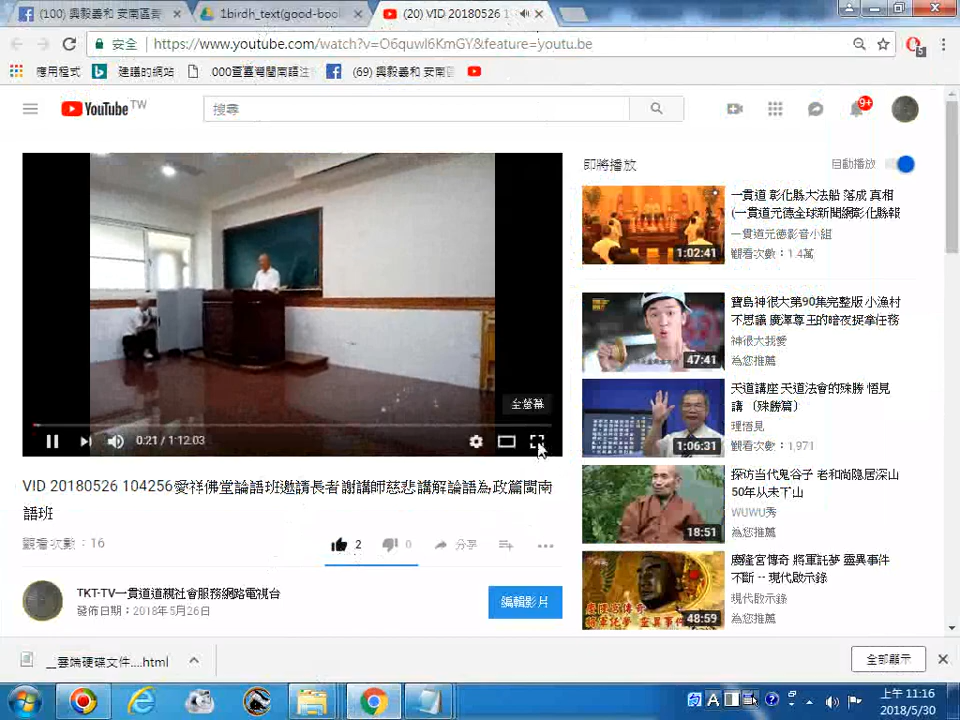 (100) 興毅善和 安南區善
1birdh_text(good-bool
(20) VID 20180526 1
安全
https://www.youtube.com/watch?v=O6quwI6KmGY&feature=youtu.be
應用程式
建議的網站
000查臺灣閩南語注
(69) 興毅善和 安南區
YouTube TW
搜尋
9+
即將播放
自動播放
一貫道 彰化縣大法船 落成 真相
(一貫道元德全球新聞網彰化縣報
一貫道元德影音小組
觀看次數：1.4萬
1:02:41
寶島神很大第90集完整版 小漁村
不思議 廣澤尊王的暗夜捉拿任務
神很大我愛
為您推薦
47:41
天道講座 天道法會的殊勝 悟見
講 （殊勝篇）
理悟見
觀看次數：1,971
1:06:31
探访当代鬼谷子 老和尚隐居深山
50年从未下山
WUWU秀
為您推薦
18:51
慶隆宮傳奇 將軍託夢 靈異事件
不斷 -- 現代啟示錄
現代啟示錄
為您推薦
48:59
全螢幕
0:21 / 1:12:03
VID 20180526 104256愛祥佛堂論語班邀請長者謝講師慈悲講解論語為政篇閩南
語班
觀看次數：16
2
0
分享
TKT-TV一貫道道親社會服務網路電視台
發佈日期：2018年5月26日
編輯影片
__雲端硬碟文件....html
全部顯示
上午 11:16
2018/5/30